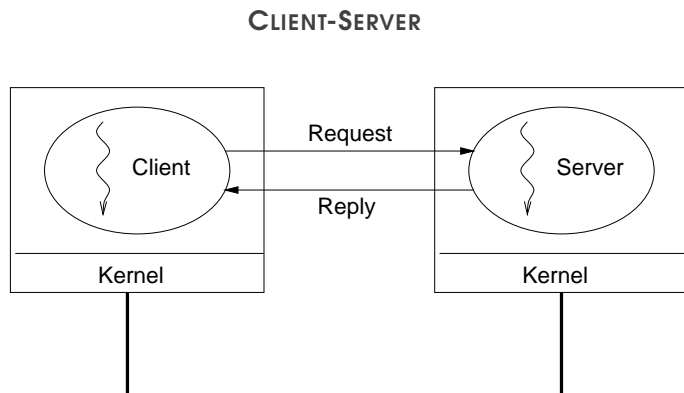 CLIENT-SERVER
Request
Client
Server
Reply
Kernel
Kernel